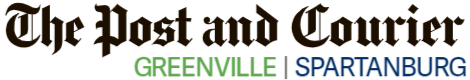 The Post and Courier
GREENVILLE | SPARTANBURG